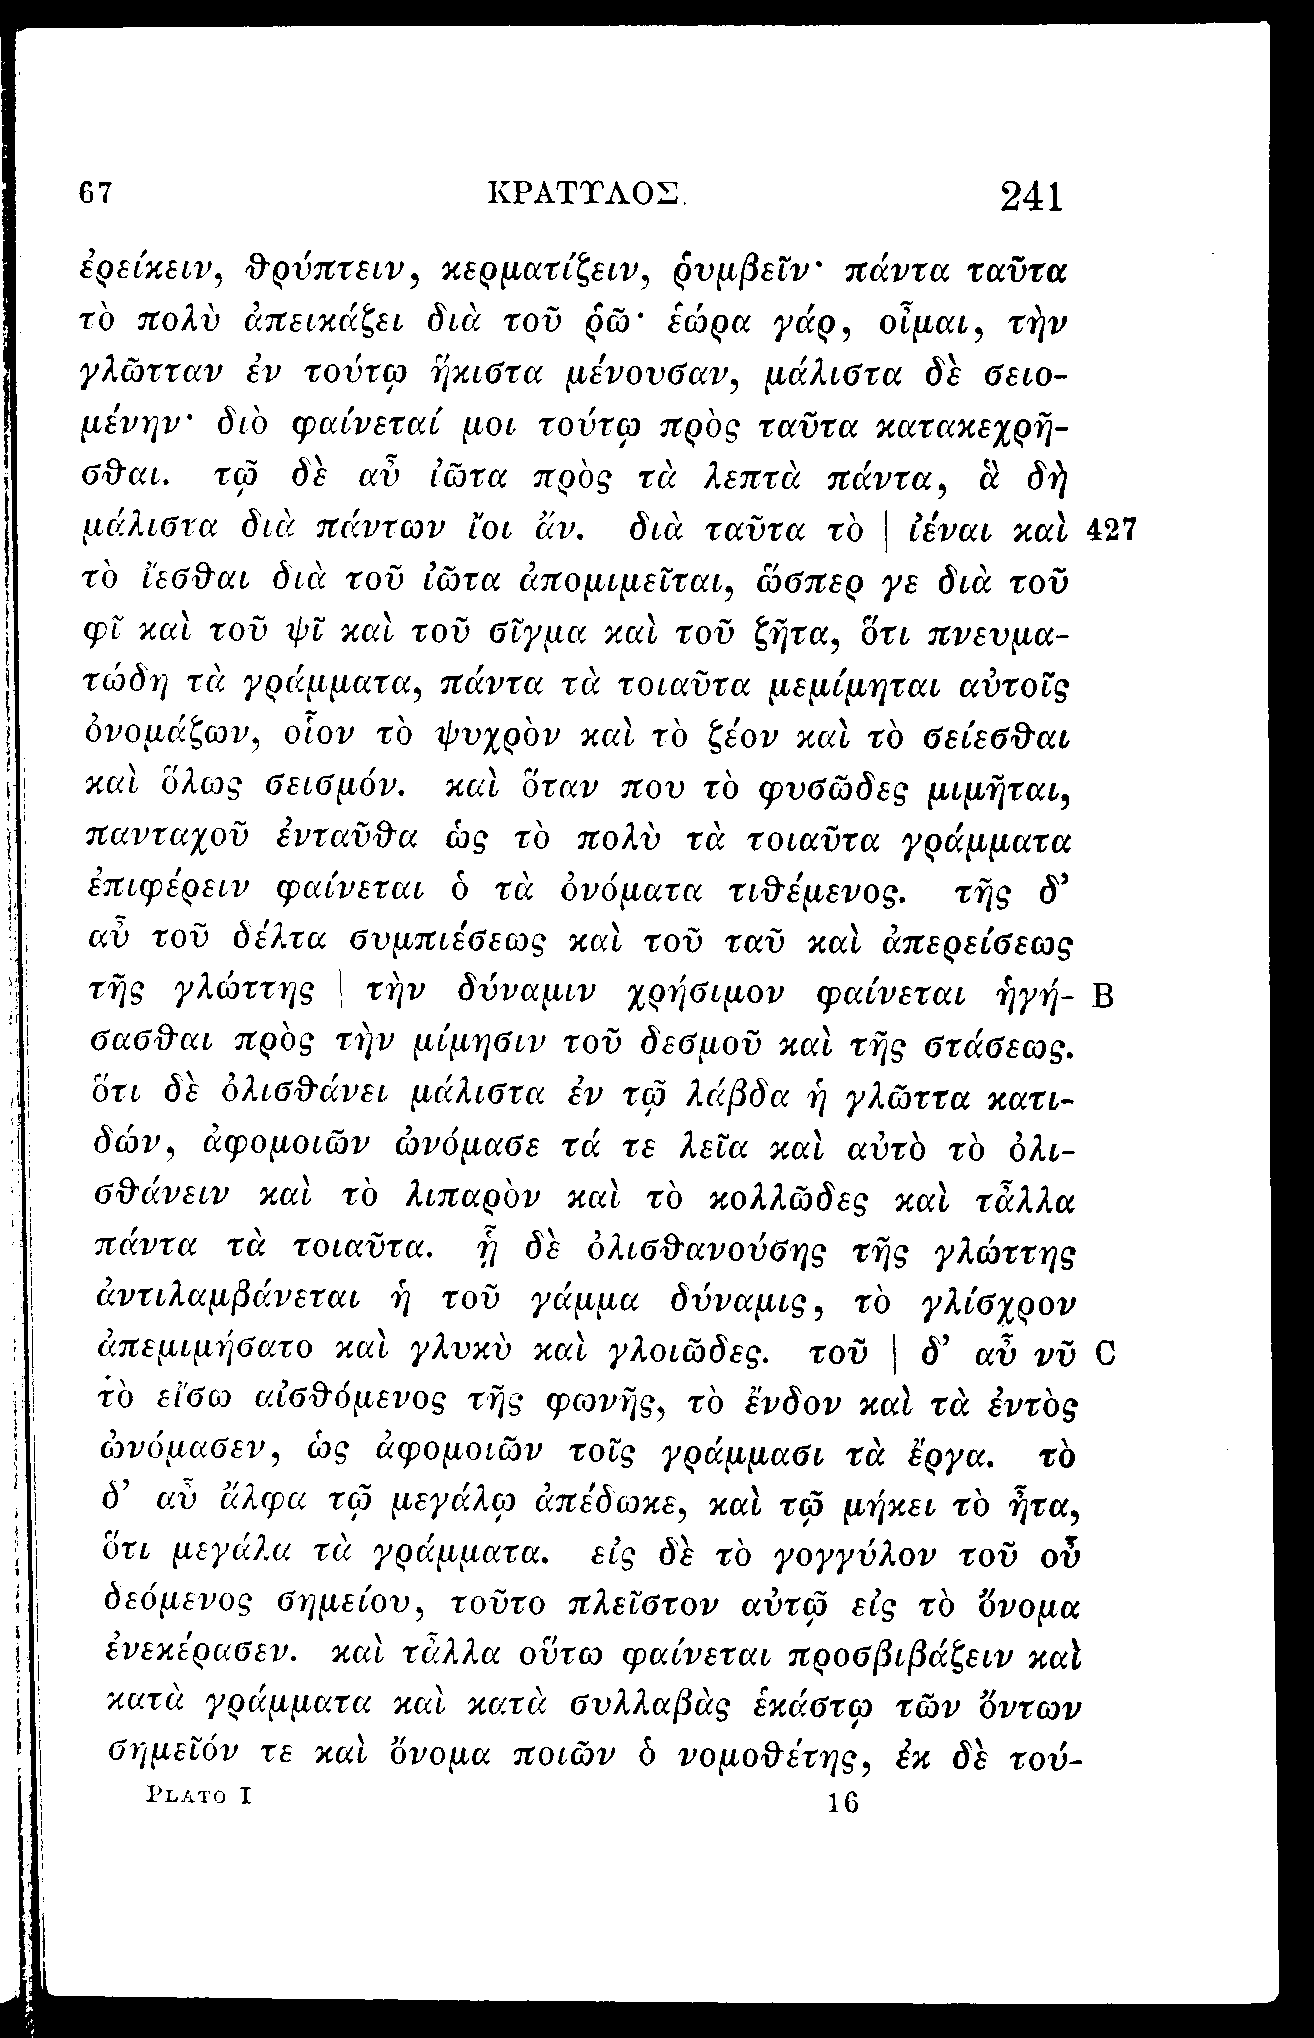 67 ΚΡΑΤΥΛΟΣ. 241
ἐρείκειν, θρύπτειν, κερματίζειν, ῥυμβεῖν· πάντα ταῦτα
τὸ πολὺ ἀπεικάζει διὰ τοῦ ῥῶ· ἑώρα γάρ, οἶμαι, τὴν
γλῶτταν ἐν τούτῳ ἥκιστα μένουσαν, μάλιστα δὲ σειο-
μένην· διὸ φαίνεταί μοι τούτῳ πρὸς ταῦτα κατακεχρῆ-
σθαι. τῷ δὲ αὖ ἰῶτα πρὸς τὰ λεπτὰ πάντα, ἃ δὴ
μάλιστα διὰ πάντων ἴοι ἄν. διὰ ταῦτα τὸ | ἰέναι καὶ 427
τὸ ἵεσθαι διὰ τοῦ ἰῶτα ἀπομιμεῖται, ὥσπερ γε διὰ τοῦ
φῖ καὶ τοῦ ψῖ καὶ τοῦ σῖγμα καὶ τοῦ ζῆτα, ὅτι πνευμα-
τώδη τὰ γράμματα, πάντα τὰ τοιαῦτα μεμίμηται αὐτοῖς
ὀνομάζων, οἷον τὸ ψυχρὸν καὶ τὸ ζέον καὶ τὸ σείεσθαι
καὶ ὅλως σεισμόν. καὶ ὅταν που τὸ φυσῶδες μιμῆται,
πανταχοῦ ἐνταῦθα ὡς τὸ πολὺ τὰ τοιαῦτα γράμματα
ἐπιφέρειν φαίνεται ὁ τὰ ὀνόματα τιθέμενος. τῆς δ’
αὖ τοῦ δέλτα συμπιέσεως καὶ τοῦ ταῦ καὶ ἀπερείσεως
τῆς γλώττης | τὴν δύναμιν χρήσιμον φαίνεται ἡγή- B
σασθαι πρὸς τὴν μίμησιν τοῦ δεσμοῦ καὶ τῆς στάσεως.
ὅτι δὲ ὀλισθάνει μάλιστα ἐν τῷ λάβδα ἡ γλῶττα κατι-
δών, ἀφομοιῶν ὠνόμασε τά τε λεῖα καὶ αὐτὸ τὸ ὀλι-
σθάνειν καὶ τὸ λιπαρὸν καὶ τὸ κολλῶδες καὶ τἆλλα
πάντα τὰ τοιαῦτα. ᾗ δὲ ὀλισθανούσης τῆς γλώττης
ἀντιλαμβάνεται ἡ τοῦ γάμμα δύναμις, τὸ γλίσχρον
ἀπεμιμήσατο καὶ γλυκὺ καὶ γλοιῶδες. τοῦ | δ’ αὖ νῦ C
τὸ εἴσω αἰσθόμενος τῆς φωνῆς, τὸ ἔνδον καὶ τὰ ἐντὸς
ὠνόμασεν, ὡς ἀφομοιῶν τοῖς γράμμασι τὰ ἔργα. τὸ
δ’ αὖ ἄλφα τῷ μεγάλῳ ἀπέδωκε, καὶ τῷ μήκει τὸ ἦτα,
ὅτι μεγάλα τὰ γράμματα. εἰς δὲ τὸ γογγύλον τοῦ οὖ
δεόμενος σημείου, τοῦτο πλεῖστον αὐτῷ εἰς τὸ ὄνομα
ἐνεκέρασεν. καὶ τἆλλα οὕτω φαίνεται προσβιβάζειν καὶ
κατὰ γράμματα καὶ κατὰ συλλαβὰς ἑκάστῳ τῶν ὄντων
σημεῖόν τε καὶ ὄνομα ποιῶν ὁ νομοθέτης, ἐκ δὲ τού-
PLATO I 16